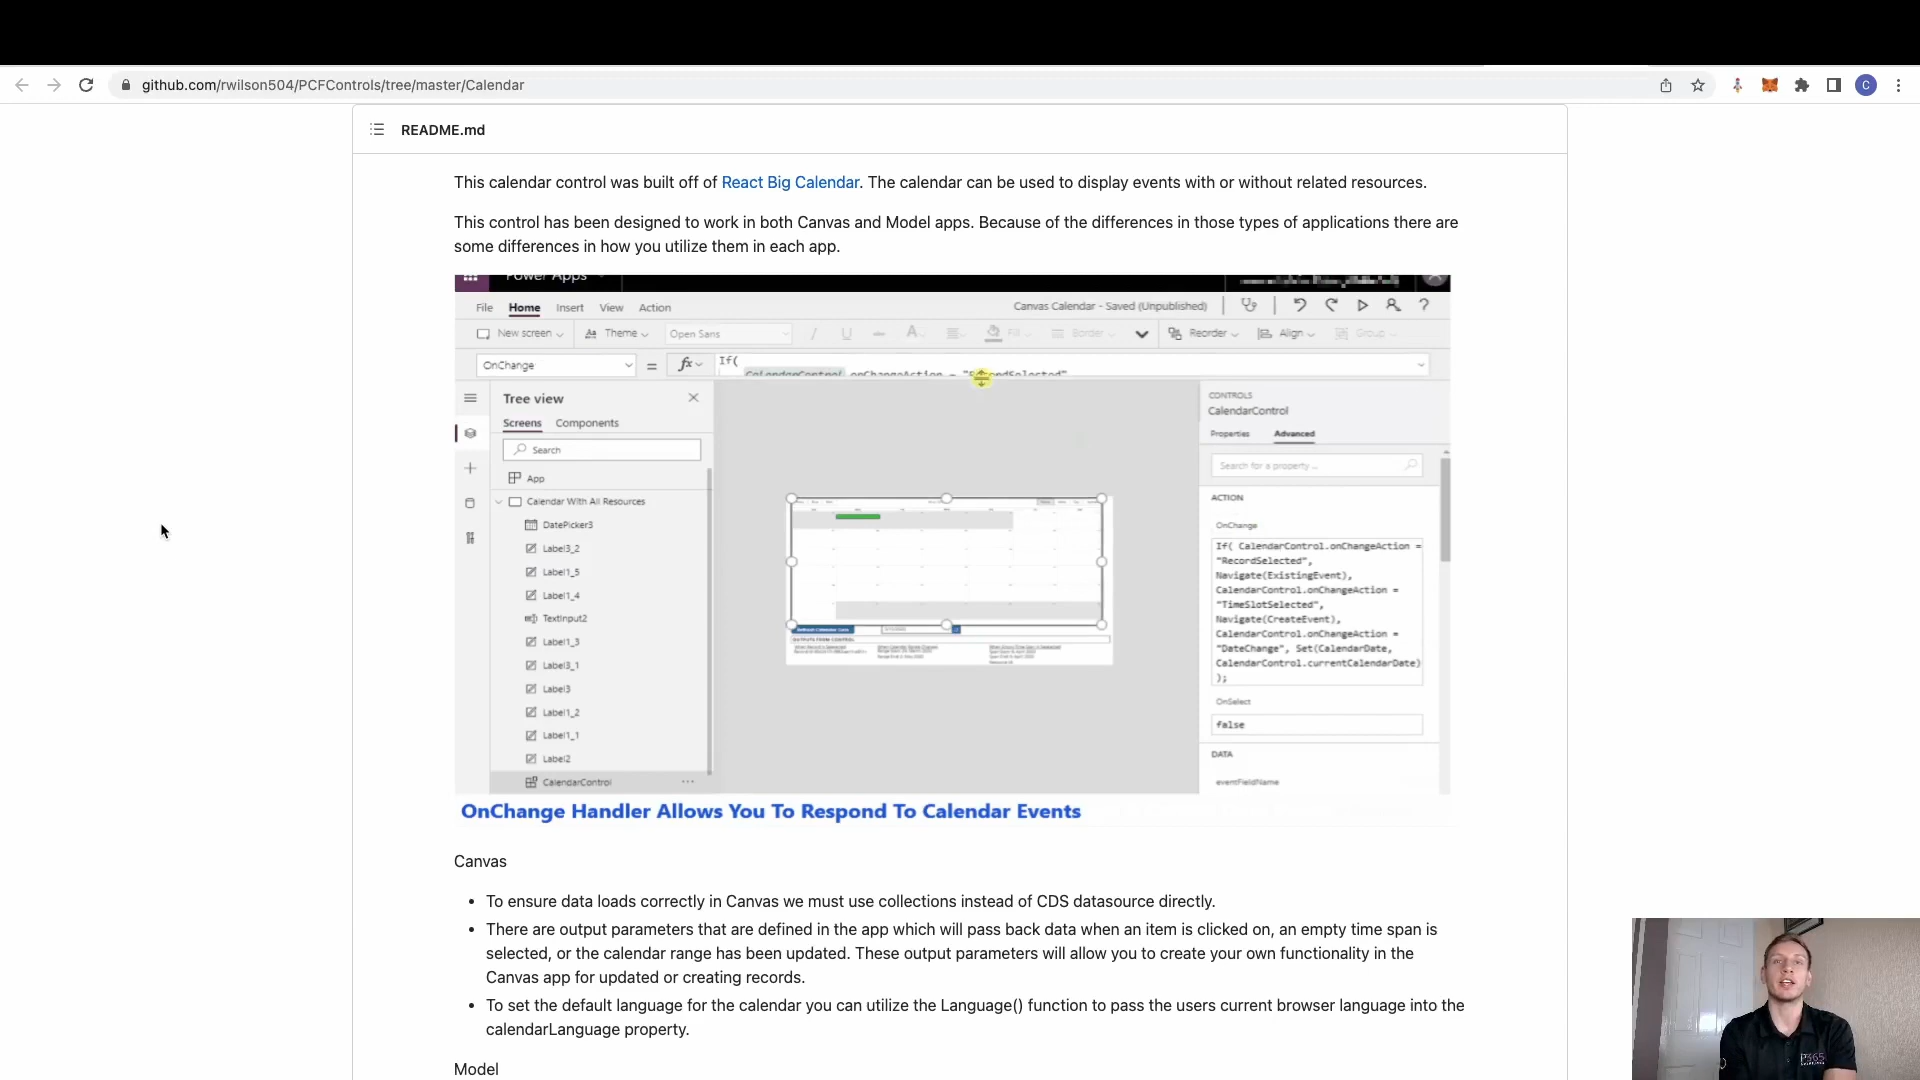 github.com/rwilson504/PCFControls/tree/master/Calendar
C
README.md
This calendar control was built off of React Big Calendar. The calendar can be used to display events with or without related resources.
This control has been designed to work in both Canvas and Model apps. Because of the differences in those types of applications there are
some differences in how you utilize them in each app.
Power Apps
File Home Insert View Action Canvas Calendar - Saved (Unpublished)
New screen Theme Open Sans Fill Border Reorder Align Group
OnChange = fx If(
CalendarControl.onChangeAction = "RecordSelected"
Tree view
Screens Components
Search
App
Calendar With All Resources
DatePicker3
Label3_2
Label1_5
Label1_4
TextInput2
Label1_3
Label3_1
Label3
Label1_2
Label1_1
Label2
CalendarControl
CONTROLS
CalendarControl
Properties Advanced
Search for a property ...
ACTION
OnChange
If( CalendarControl.onChangeAction =
"RecordSelected",
Navigate(ExistingEvent),
CalendarControl.onChangeAction =
"TimeSlotSelected",
Navigate(CreateEvent),
CalendarControl.onChangeAction =
"DateChange", Set(CalendarDate,
CalendarControl.currentCalendarDate)
);
OnSelect
false
DATA
eventFieldName
OnChange Handler Allows You To Respond To Calendar Events
Canvas
• To ensure data loads correctly in Canvas we must use collections instead of CDS datasource directly.
• There are output parameters that are defined in the app which will pass back data when an item is clicked on, an empty time span is
selected, or the calendar range has been updated. These output parameters will allow you to create your own functionality in the
Canvas app for updated or creating records.
• To set the default language for the calendar you can utilize the Language() function to pass the users current browser language into the
calendarLanguage property.
Model